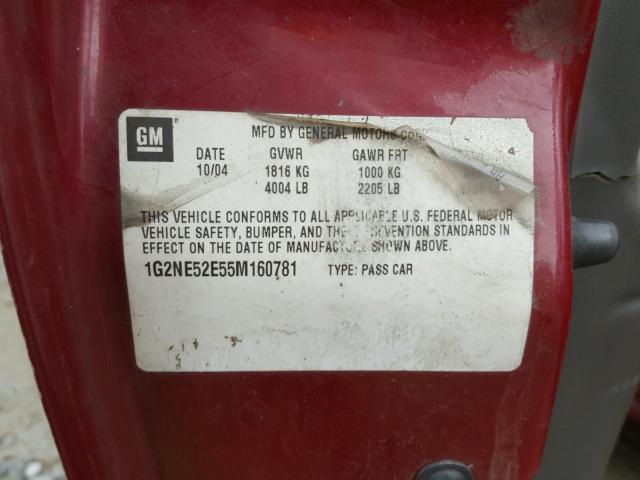 GM
MFD BY GENERAL MOTORS
DATE GVWR GAWR FRT
10/04 1816 KG 1000 KG
4004 LB 2205 LB
THIS VEHICLE CONFORMS TO ALL APPLICABLE U.S. FEDERAL MOTOR
VEHICLE SAFETY, BUMPER, AND PREVENTION STANDARDS IN
EFFECT ON THE DATE OF MANUFACTURE SHOWN ABOVE.
1G2NE52E55M160781 TYPE: PASS CAR